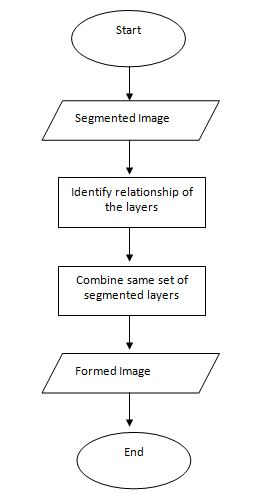 Start
Segmented Image
Identify relationship of
the layers
Combine same set of
segmented layers
Formed Image
End